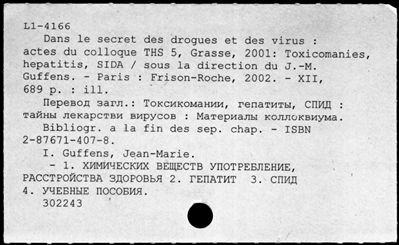 L1-4166
Dans le secret des drogues et des virus :
actes du colloque THS 5, Grasse, 2001: Toxicomanies,
hepatitis, SIDA / sous la direction du J.-M.
Guffens. - Paris : Frison-Roche, 2002. - XII,
689 p. : ill.
Перевод загл.: Токсикомании, гепатиты, СПИД :
тайны лекарстви вирусов : Материалы коллоквиума.
Bibliogr. a la fin des sep. chap. - ISBN
2-87671-407-8.
I. Guffens, Jean-Marie.
- 1. ХИМИЧЕСКИХ ВЕЩЕСТВ УПОТРЕБЛЕНИЕ,
РАССТРОЙСТВА ЗДОРОВЬЯ 2. ГЕПАТИТ 3. СПИД
4. УЧЕБНЫЕ ПОСОБИЯ.
302243